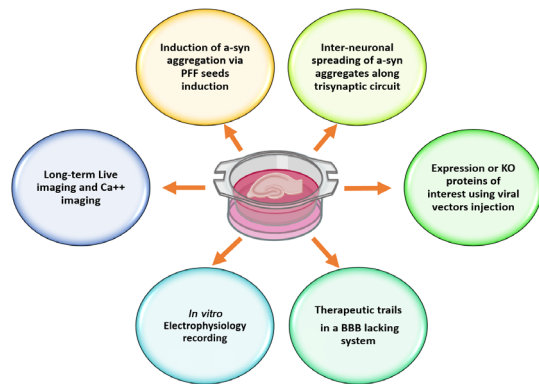 Induction of a-syn
aggregation via
PFF seeds
induction
Inter-neuronal
spreading of a-syn
aggregates along
trisynaptic circuit
Long-term Live
imaging and Ca++
imaging
Expression or KO
proteins of
interest using viral
vectors injection
In vitro
Electrophysiology
recording
Therapeutic trails
in a BBB lacking
system